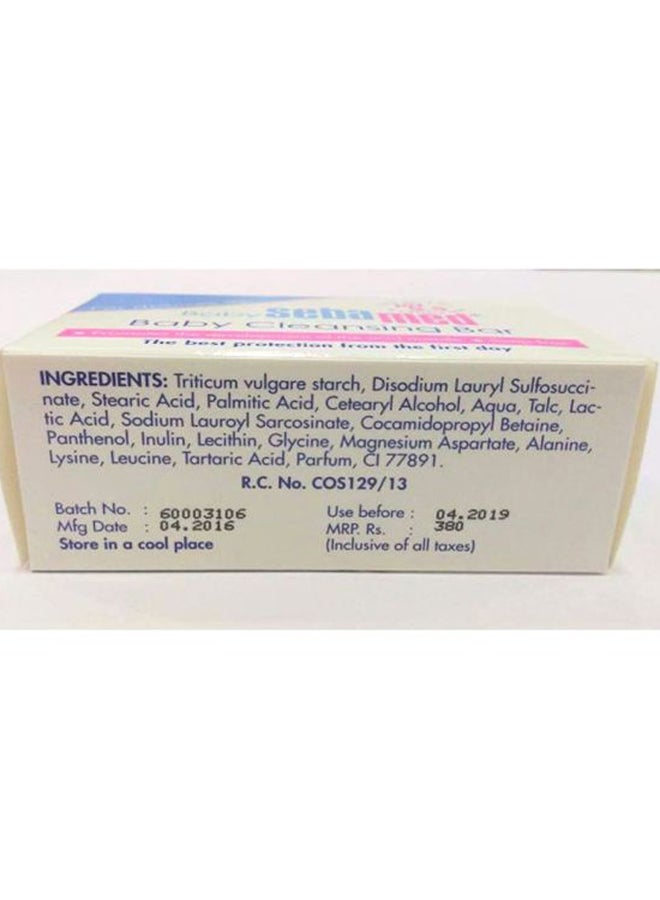 Baby sebamed®
Baby Cleansing Bar
The best protection from the first day
INGREDIENTS: Triticum vulgare starch, Disodium Lauryl Sulfosucci-
nate, Stearic Acid, Palmitic Acid, Cetearyl Alcohol, Aqua, Talc, Lac-
tic Acid, Sodium Lauroyl Sarcosinate, Cocamidopropyl Betaine,
Panthenol, Inulin, Lecithin, Glycine, Magnesium Aspartate, Alanine,
Lysine, Leucine, Tartaric Acid, Parfum, CI 77891.
R.C. No. COS129/13
Batch No. : 60003106
Mfg Date : 04.2016
Store in a cool place
Use before : 04.2019
MRP. Rs. : 380
(Inclusive of all taxes)